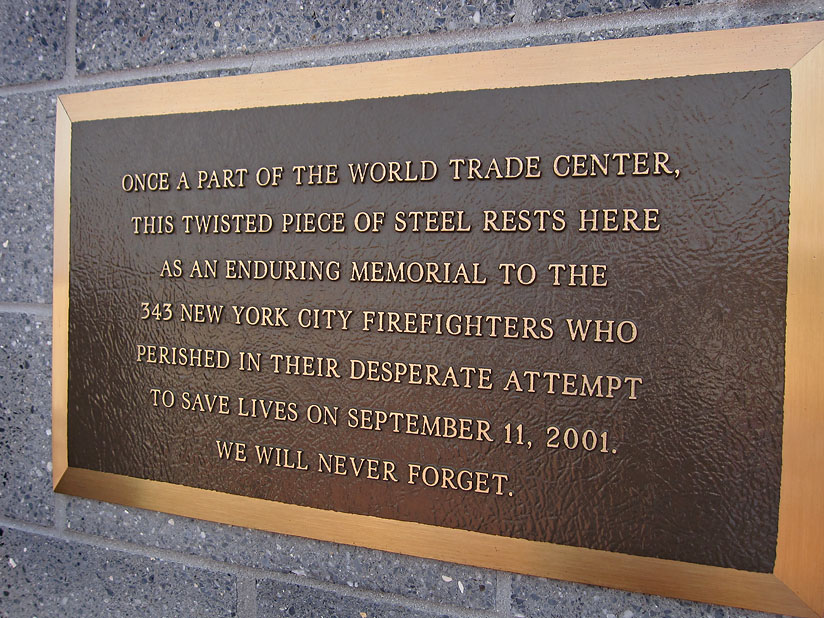 ONCE A PART OF THE WORLD TRADE CENTER,
THIS TWISTED PIECE OF STEEL RESTS HERE
AS AN ENDURING MEMORIAL TO THE
343 NEW YORK CITY FIREFIGHTERS WHO
PERISHED IN THEIR DESPERATE ATTEMPT
TO SAVE LIVES ON SEPTEMBER 11, 2001.
WE WILL NEVER FORGET.